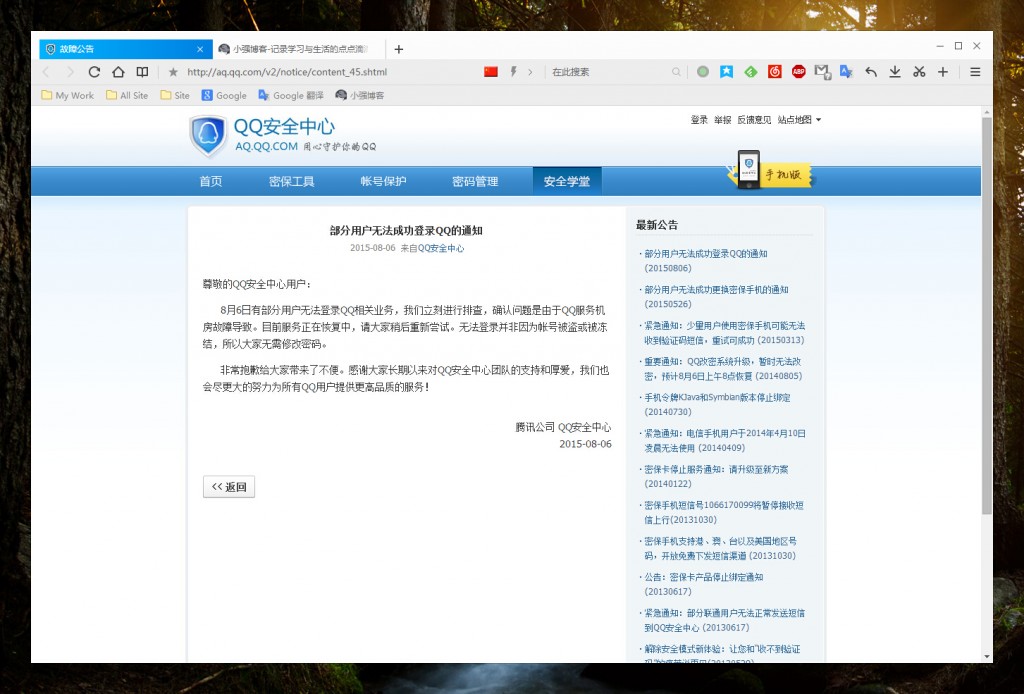 故障公告
小强博客-记录学习与生活的点点滴
http://aq.qq.com/v2/notice/content_45.shtml
在此搜索
ABP
My Work
All Site
Site
Google
Google 翻译
小强博客
QQ安全中心
AQ.QQ.COM 用心守护你的QQ
登录 举报 反馈意见 站点地图
首页 密保工具 帐号保护 密码管理 安全学堂
手机版
部分用户无法成功登录QQ的通知
2015-08-06 来自QQ安全中心
尊敬的QQ安全中心用户：
8月6日有部分用户无法登录QQ相关业务，我们立刻进行排查，确认问题是由于QQ服务机
房故障导致。目前服务正在恢复中，请大家稍后重新尝试。无法登录并非因为帐号被盗或被冻
结，所以大家无需修改密码。
非常抱歉给大家带来了不便。感谢大家长期以来对QQ安全中心团队的支持和厚爱，我们也
会尽更大的努力为所有QQ用户提供更高品质的服务！
腾讯公司 QQ安全中心
2015-08-06
<< 返回
最新公告
·部分用户无法成功登录QQ的通知
(20150806)
·部分用户无法成功更换密保手机的通知
(20150526)
·紧急通知：少量用户使用密保手机可能无法
收到验证码短信，重试可成功 (20150313)
·重要通知：QQ改密系统升级，暂时无法改
密，预计8月6日上午8点恢复 (20140805)
·手机令牌KJava和Symbian版本停止绑定
(20140730)
·紧急通知：电信手机用户于2014年4月10日
凌晨无法使用 (20140409)
·密保卡停止服务通知：请升级至新方案
(20140122)
·密保手机短信号1066170099将暂停接收短
信上行(20131030)
·密保手机支持港、澳、台以及美国地区号
码，开放免费下发短信渠道 (20131030)
·公告：密保卡产品停止绑定通知
(20130617)
·紧急通知：部分联通用户无法正常发送短信
到QQ安全中心 (20130617)
·解除安全模式新体验：让您和“收不到验证